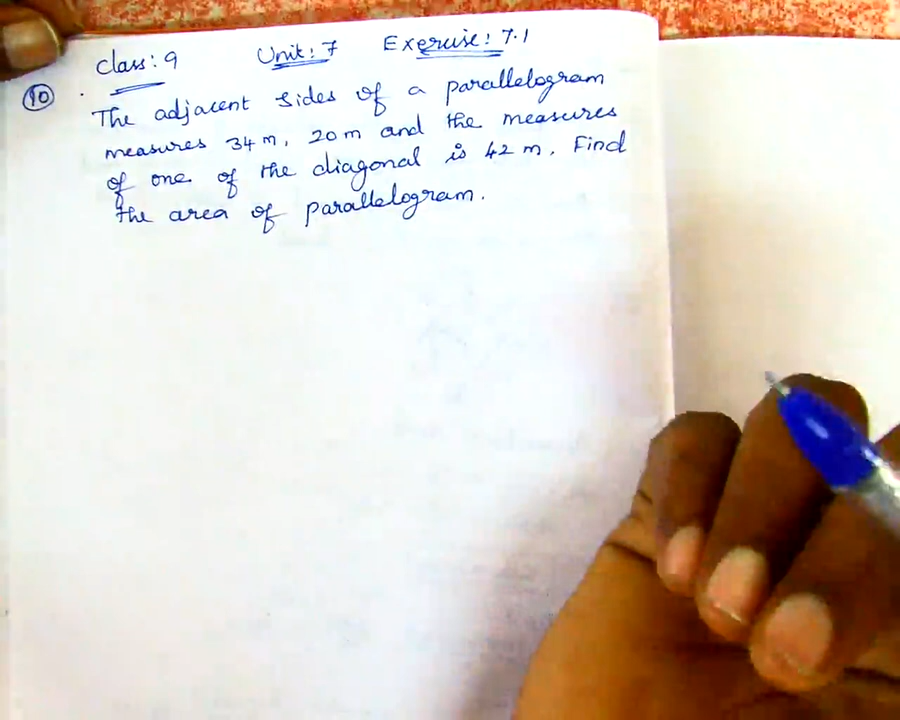 Class: 9 Unit: 7 Exercise: 7.1
10 The adjacent sides of a parallelogram
measures 34 m, 20 m and the measures
of one of the diagonal is 42 m. Find
the area of parallelogram.